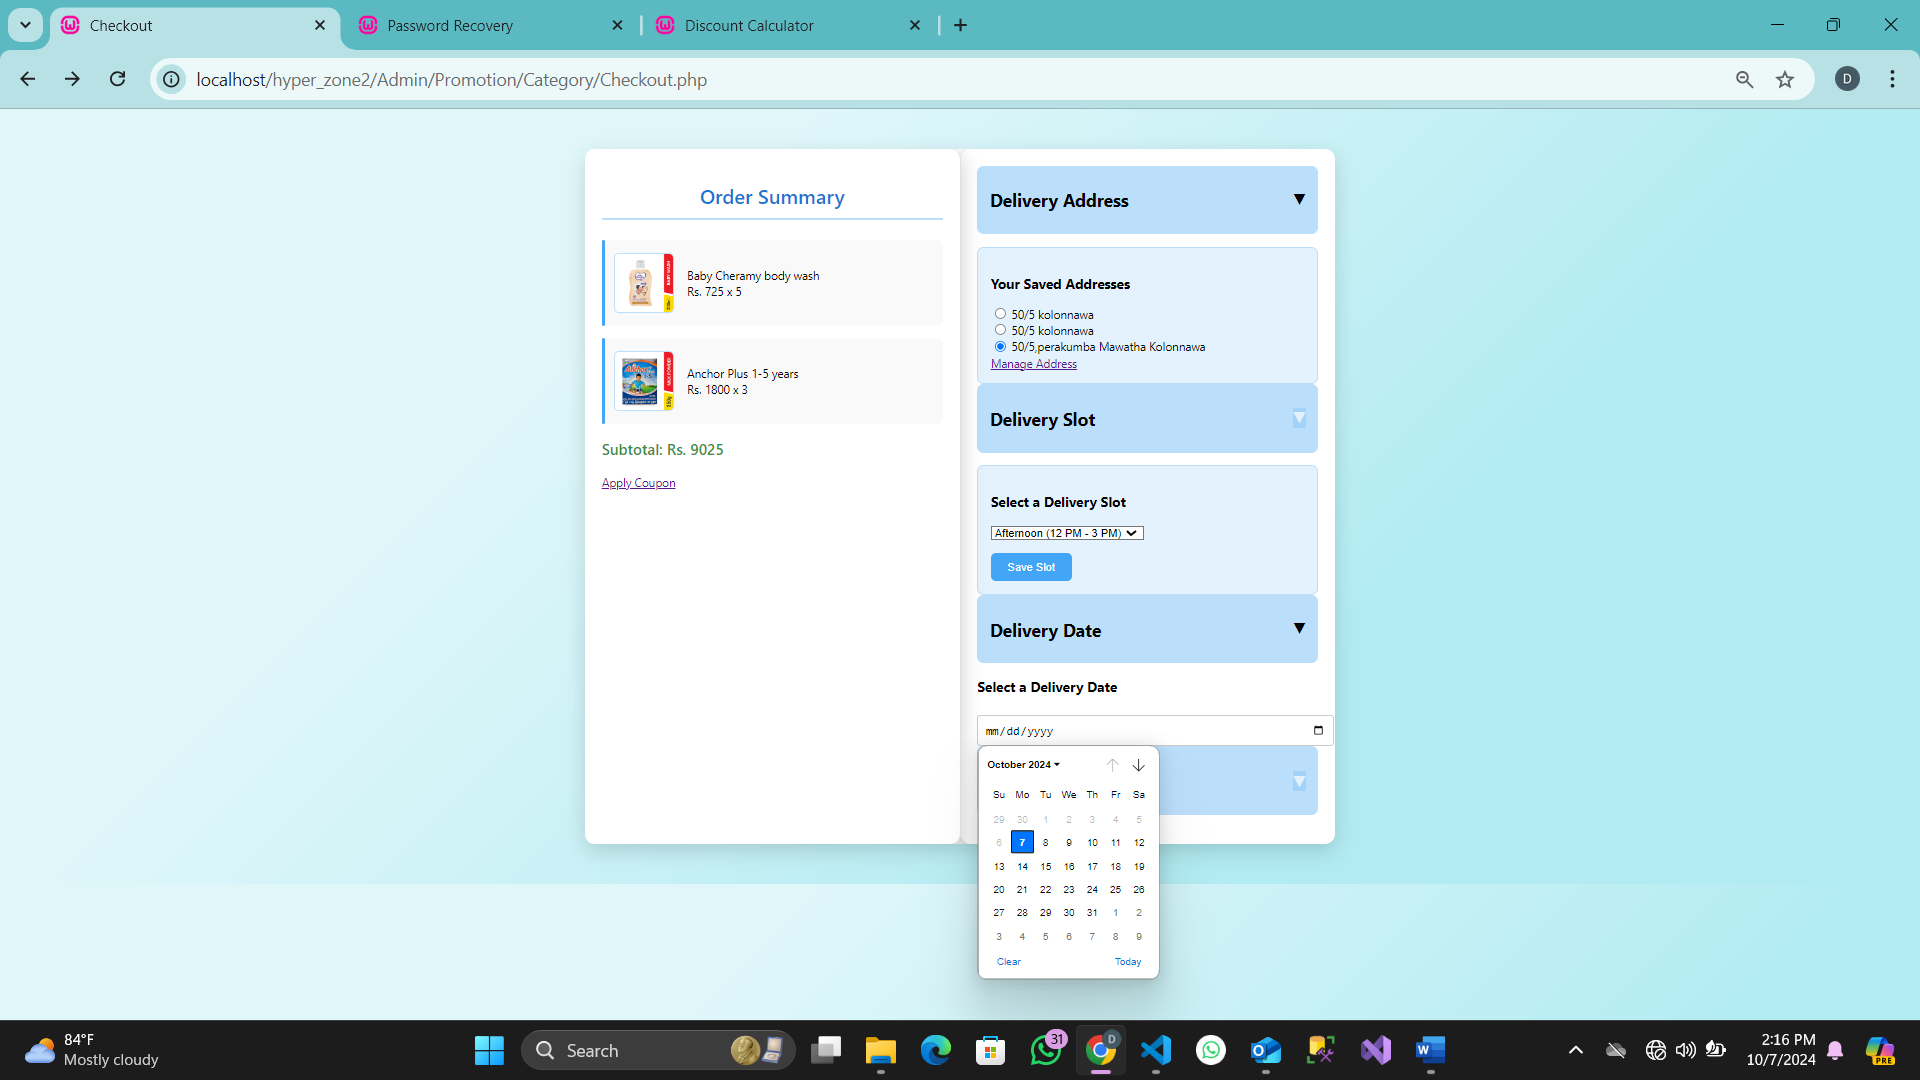 Checkout
Password Recovery
Discount Calculator
localhost/hyper_zone2/Admin/Promotion/Category/Checkout.php
D
Order Summary
Baby Cheramy body wash
Rs. 725 x 5
Anchor Plus 1-5 years
Rs. 1800 x 3
Subtotal: Rs. 9025
Apply Coupon
Delivery Address ▼
Your Saved Addresses
50/5 kolonnawa
50/5 kolonnawa
50/5,perakumba Mawatha Kolonnawa
Manage Address
Delivery Slot ▼
Select a Delivery Slot
Afternoon (12 PM - 3 PM)
Save Slot
Delivery Date ▼
Select a Delivery Date
mm/dd/yyyy
▼
October 2024
Su Mo Tu We Th Fr Sa
29 30 1 2 3 4 5
6 7 8 9 10 11 12
13 14 15 16 17 18 19
20 21 22 23 24 25 26
27 28 29 30 31 1 2
3 4 5 6 7 8 9
Clear Today
84°F
Mostly cloudy
Search
31
D
2:16 PM
10/7/2024
PRE